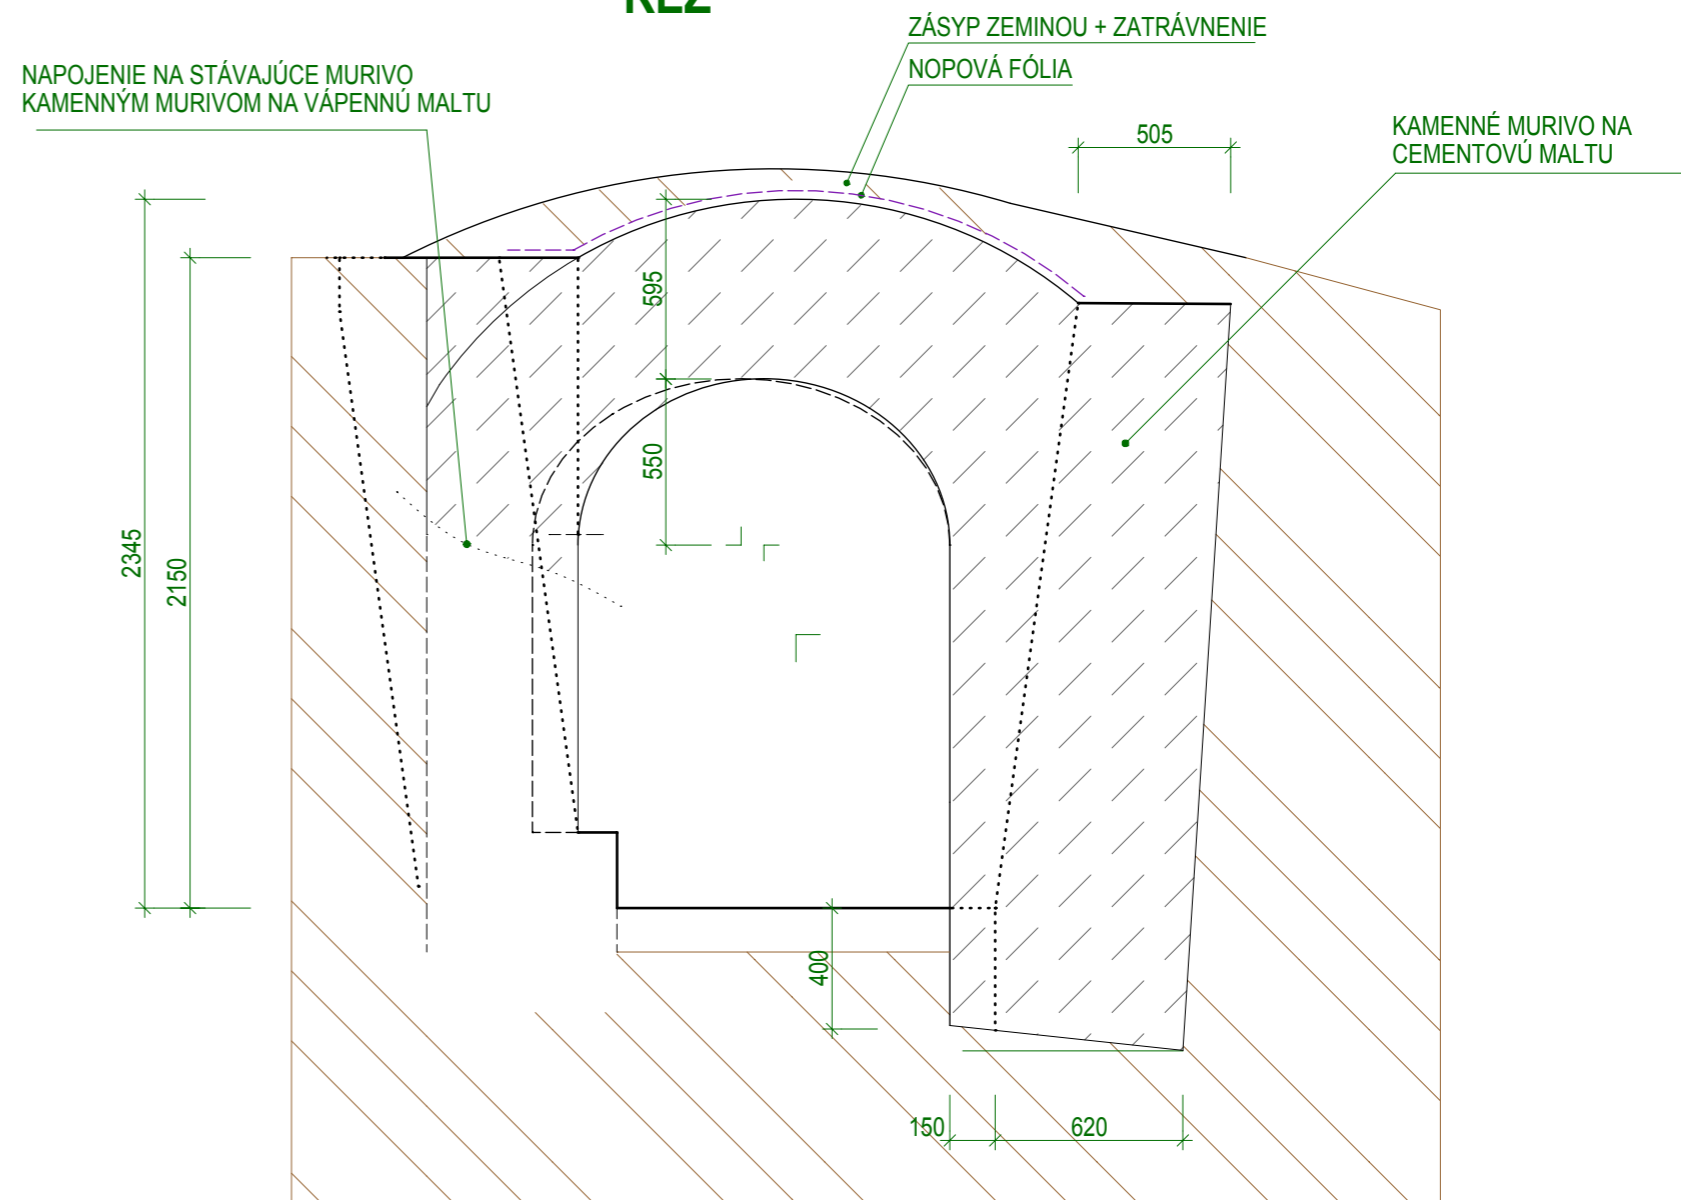 ZÁSYP ZEMINOU + ZATRÁVNENIE
NOPOVÁ FÓLIA
NAPOJENIE NA STÁVAJÚCE MURIVO
KAMENNÝM MURIVOM NA VÁPENNÚ MALTU
KAMENNÉ MURIVO NA
CEMENTOVÚ MALTU
505
595
550
2345
2150
400
150
620